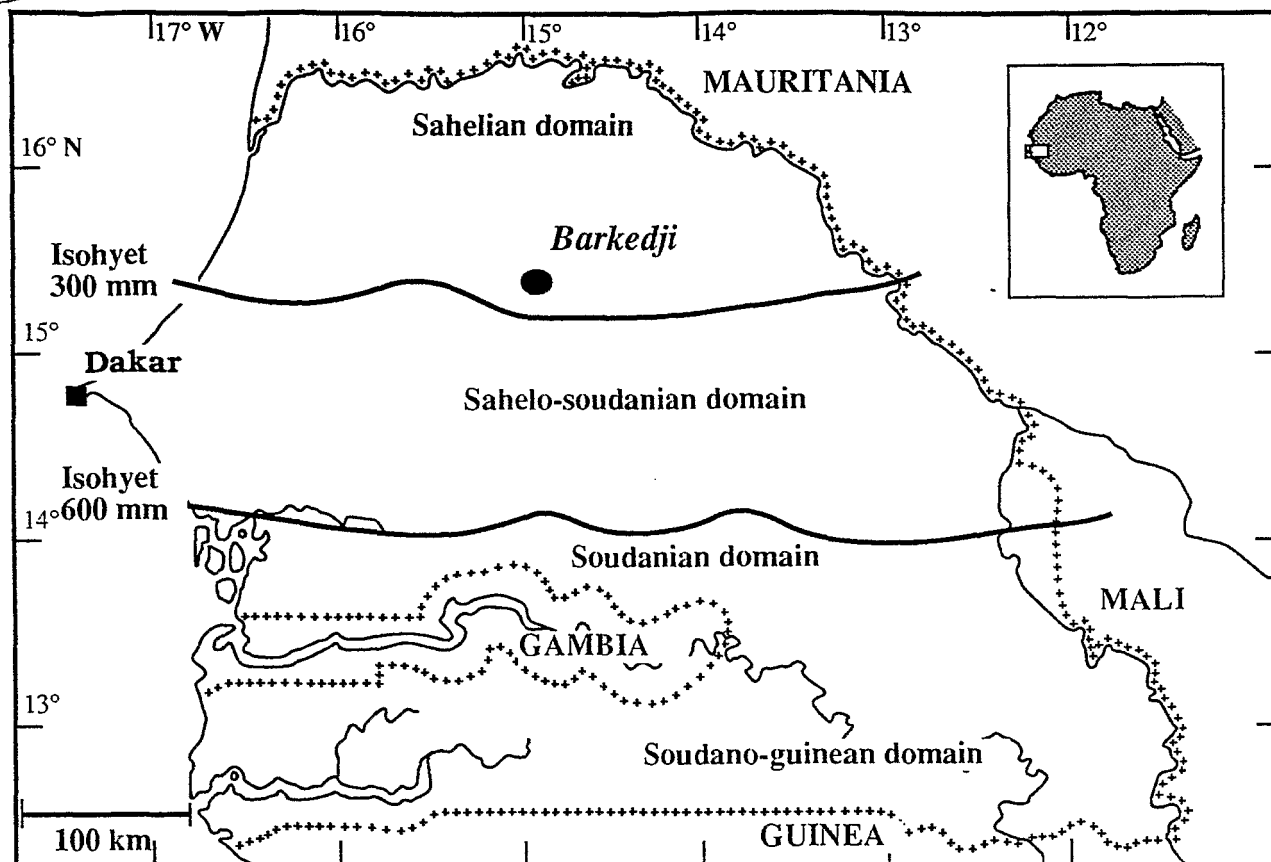 17° W 16° 15° 14° 13° 12°
MAURITANIA
Sahelian domain
16° N
Barkedji
Isohyet
300 mm
15°
Dakar
Sahelo-soudanian domain
Isohyet
600 mm
14°
Soudanian domain
MALI
GAMBIA
13°
Soudano-guinean domain
GUINEA
100 km